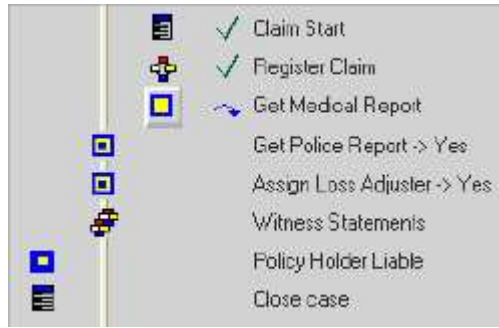 Claim Start
Register Claim
Get Medical Report
Get Police Report -> Yes
Assign Loss Adjuster -> Yes
Witness Statements
Policy Holder Liable
Close case